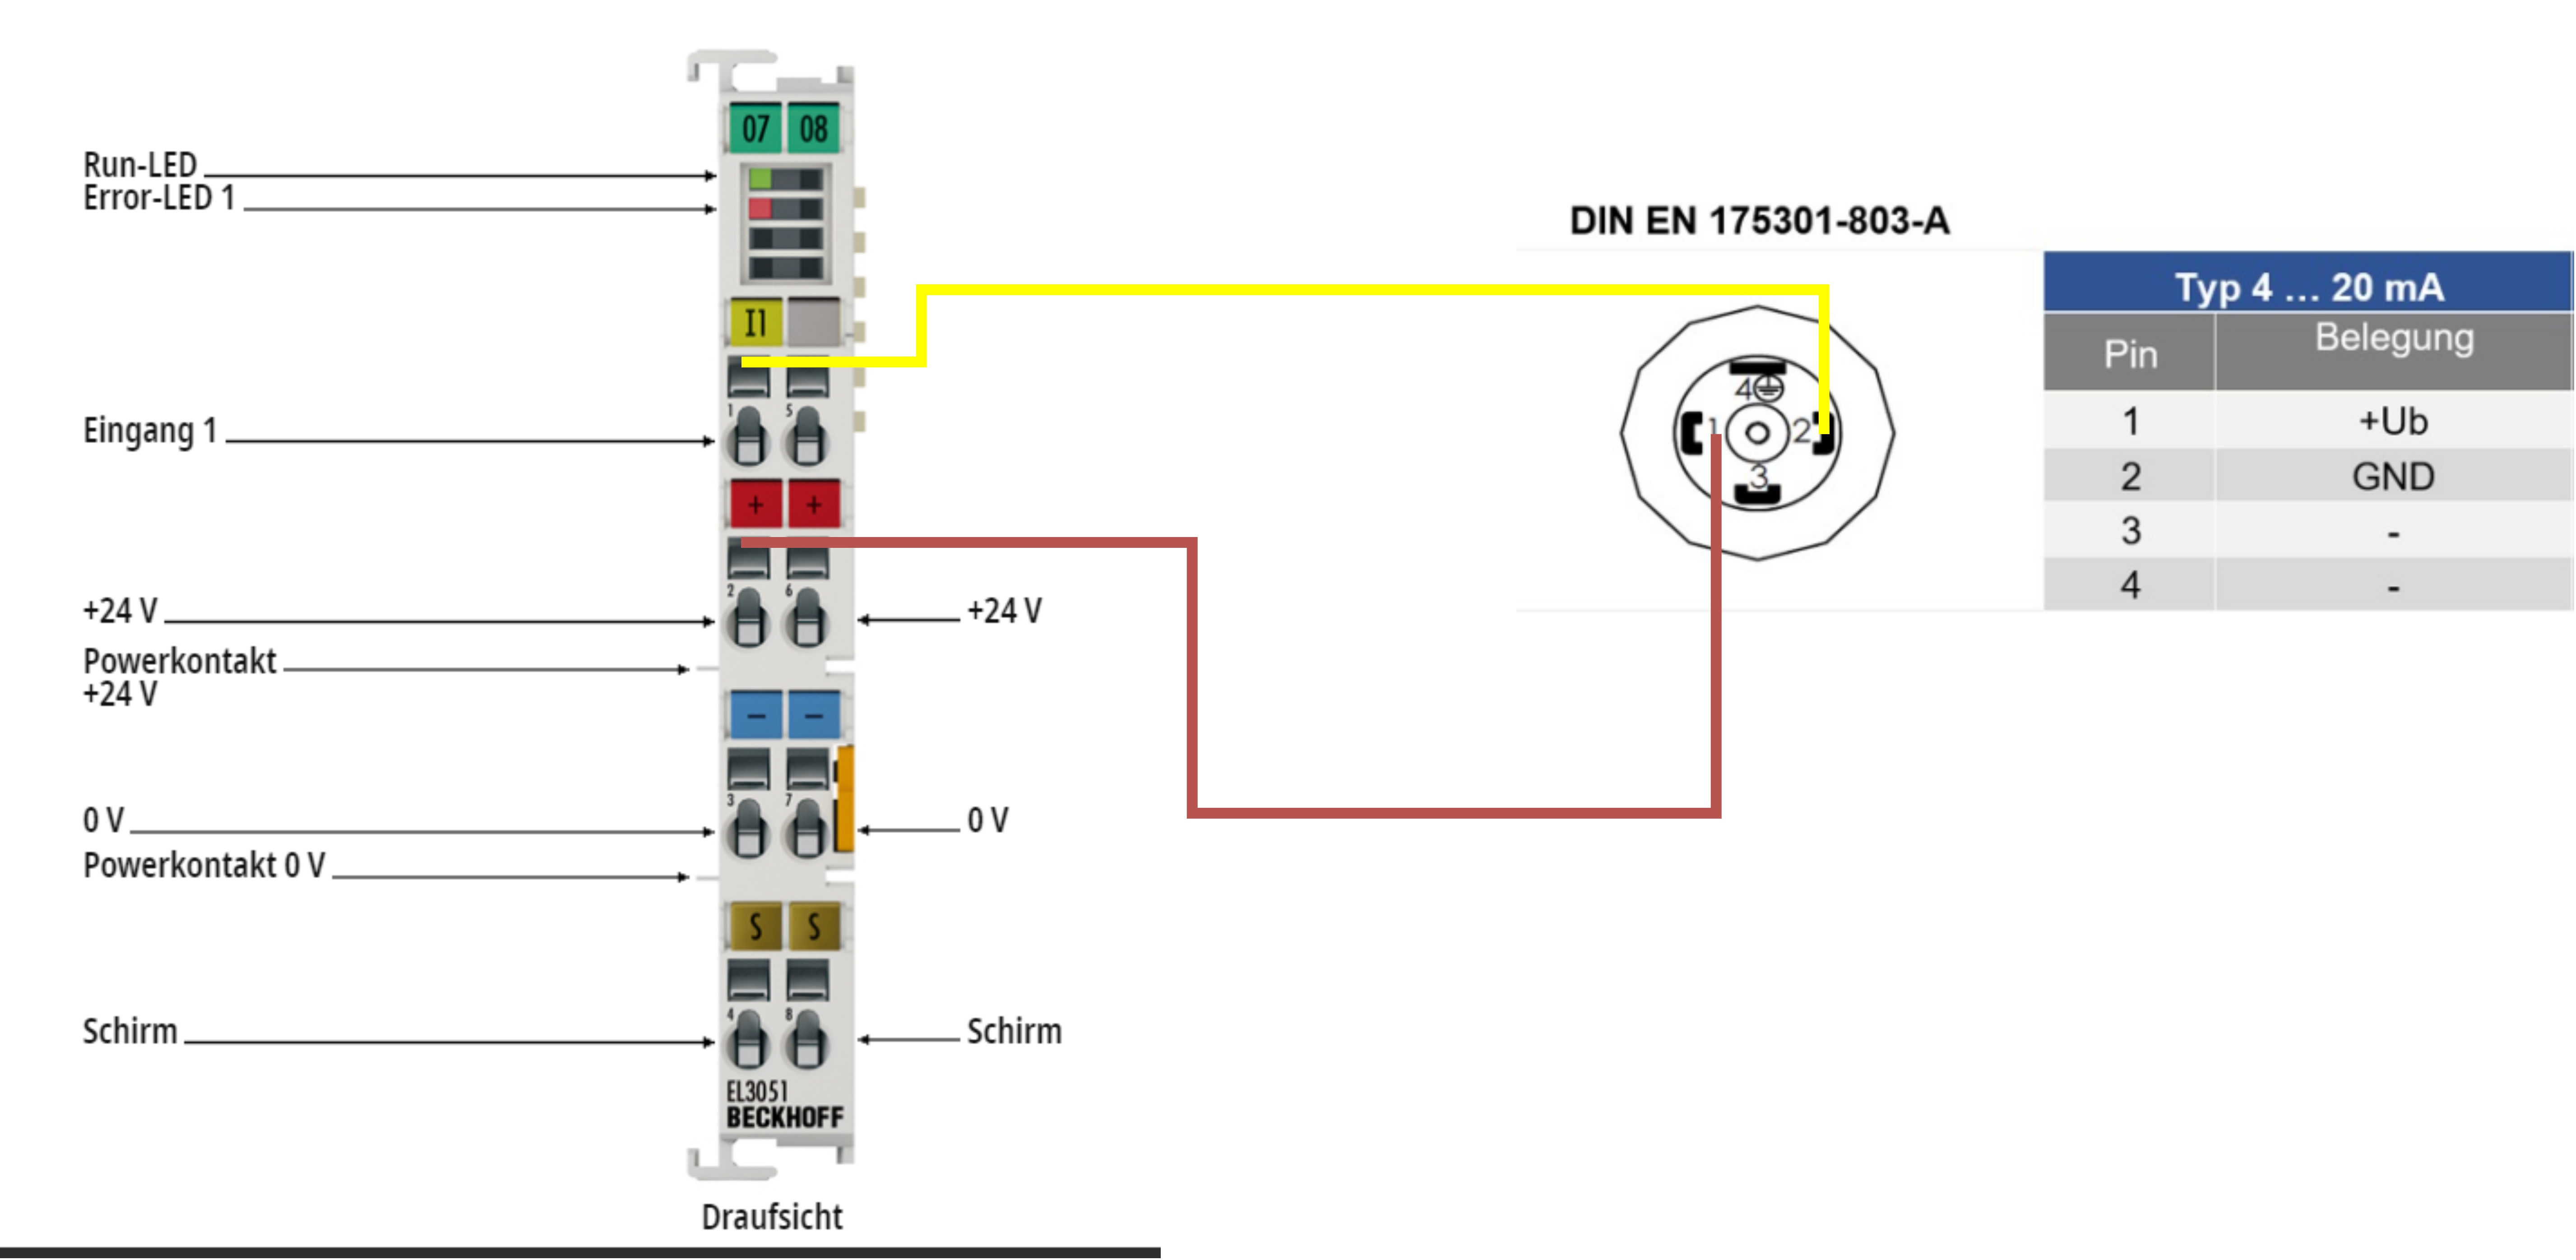 07 08
Run-LED
Error-LED 1
I1
1 5
Eingang 1
+ +
2 6
+24 V
+24 V
Powerkontakt
+24 V
– –
3 7
0 V
0 V
Powerkontakt 0 V
S S
4 8
Schirm
Schirm
EL3051
BECKHOFF
Draufsicht
DIN EN 175301-803-A
4
1 2
3
Typ 4 ... 20 mA
Pin Belegung
1 +Ub
2 GND
3 -
4 -